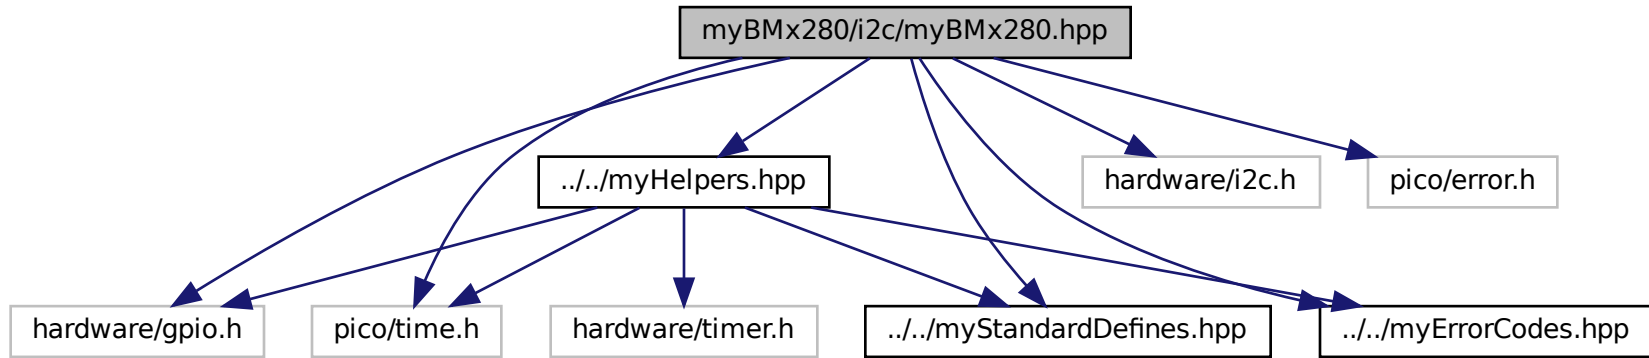 myBMx280/i2c/myBMx280.hpp
../../myHelpers.hpp
hardware/i2c.h
pico/error.h
hardware/gpio.h
pico/time.h
hardware/timer.h
../../myStandardDefines.hpp
../../myErrorCodes.hpp